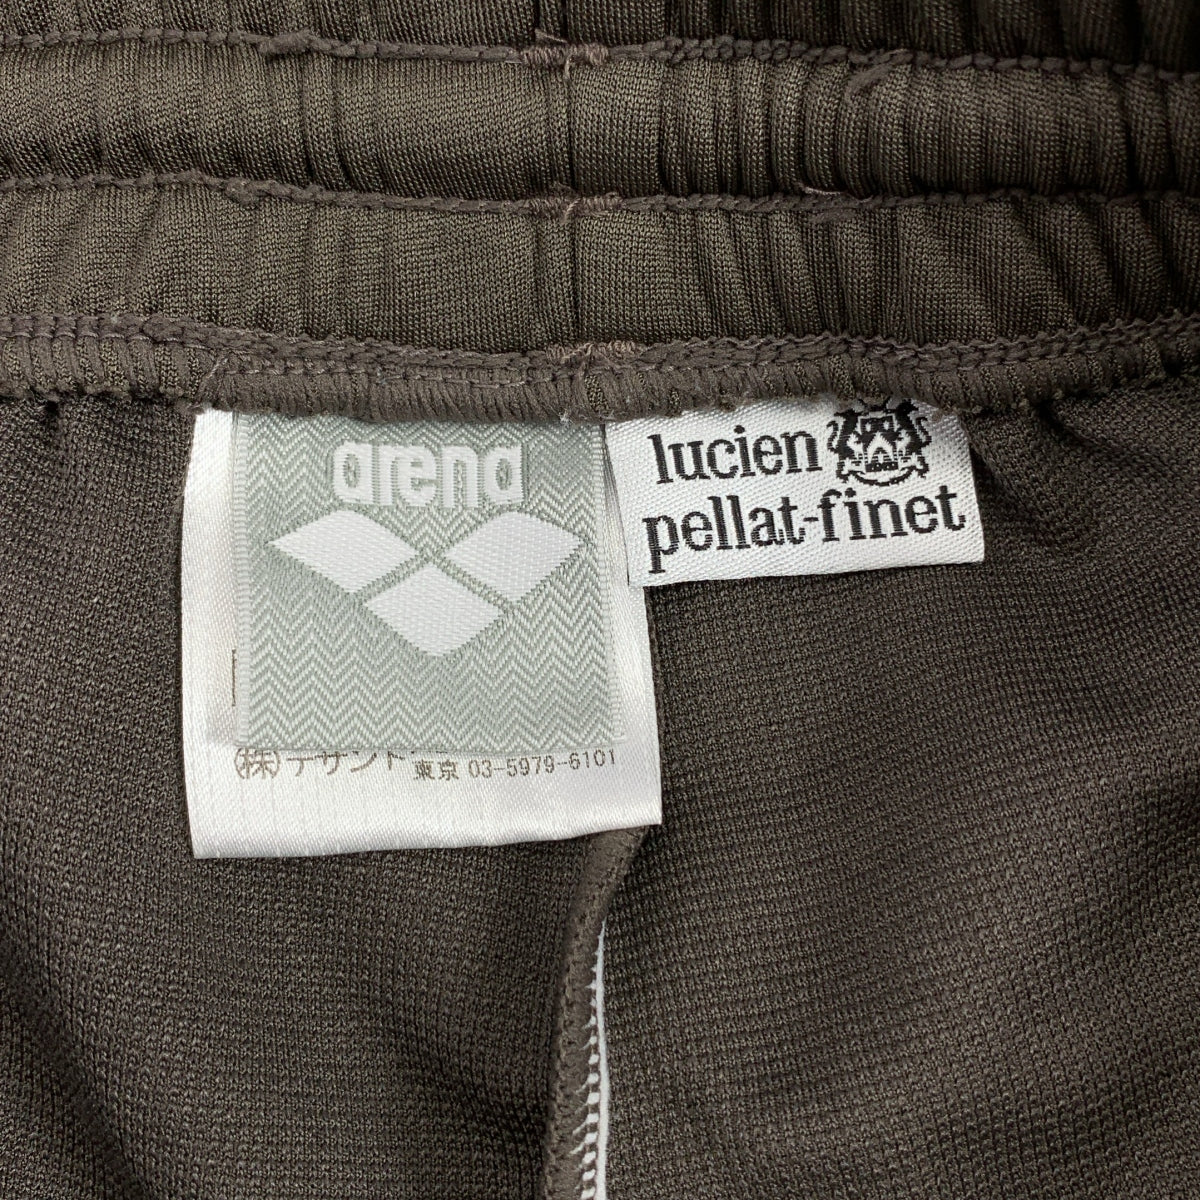 arena
lucien
pellat-finet
(株)デサント 東京 03-5979-6101